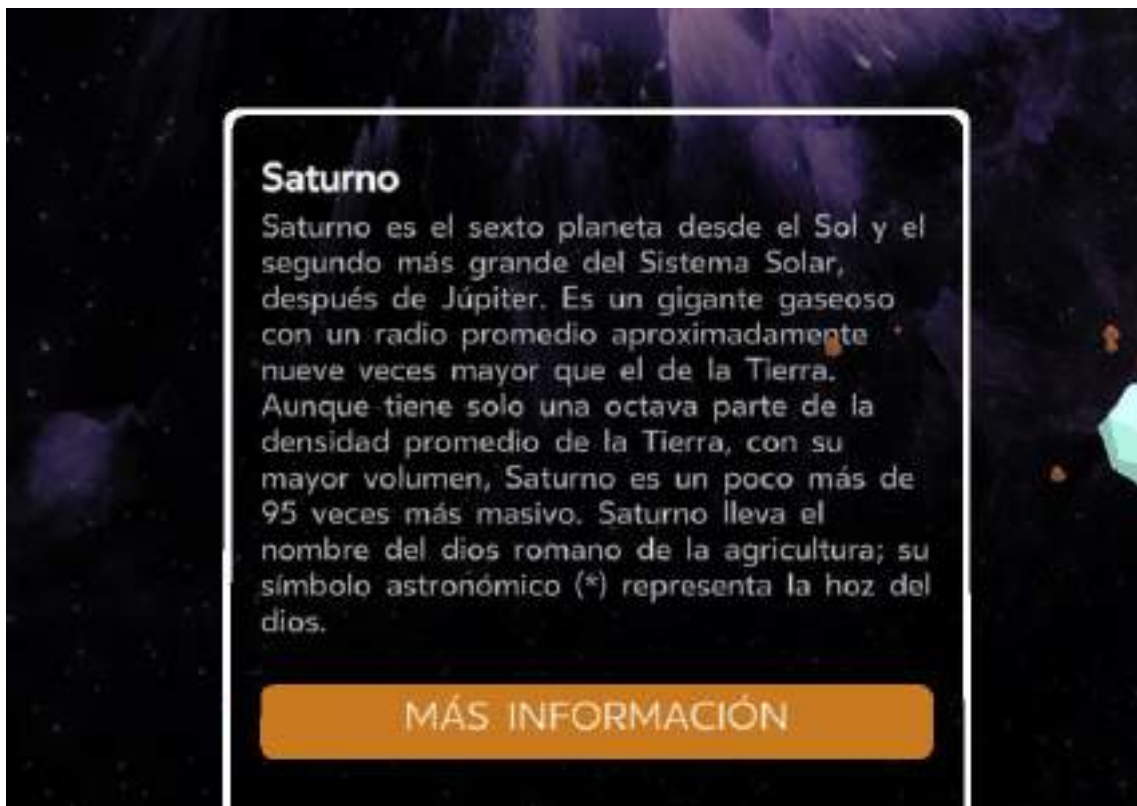 Saturno
Saturno es el sexto planeta desde el Sol y el
segundo más grande del Sistema Solar,
después de Júpiter. Es un gigante gaseoso
con un radio promedio aproximadamente
nueve veces mayor que el de la Tierra.
Aunque tiene solo una octava parte de la
densidad promedio de la Tierra, con su
mayor volumen, Saturno es un poco más de
95 veces más masivo. Saturno lleva el
nombre del dios romano de la agricultura; su
símbolo astronómico (*) representa la hoz del
dios.
MÁS INFORMACIÓN